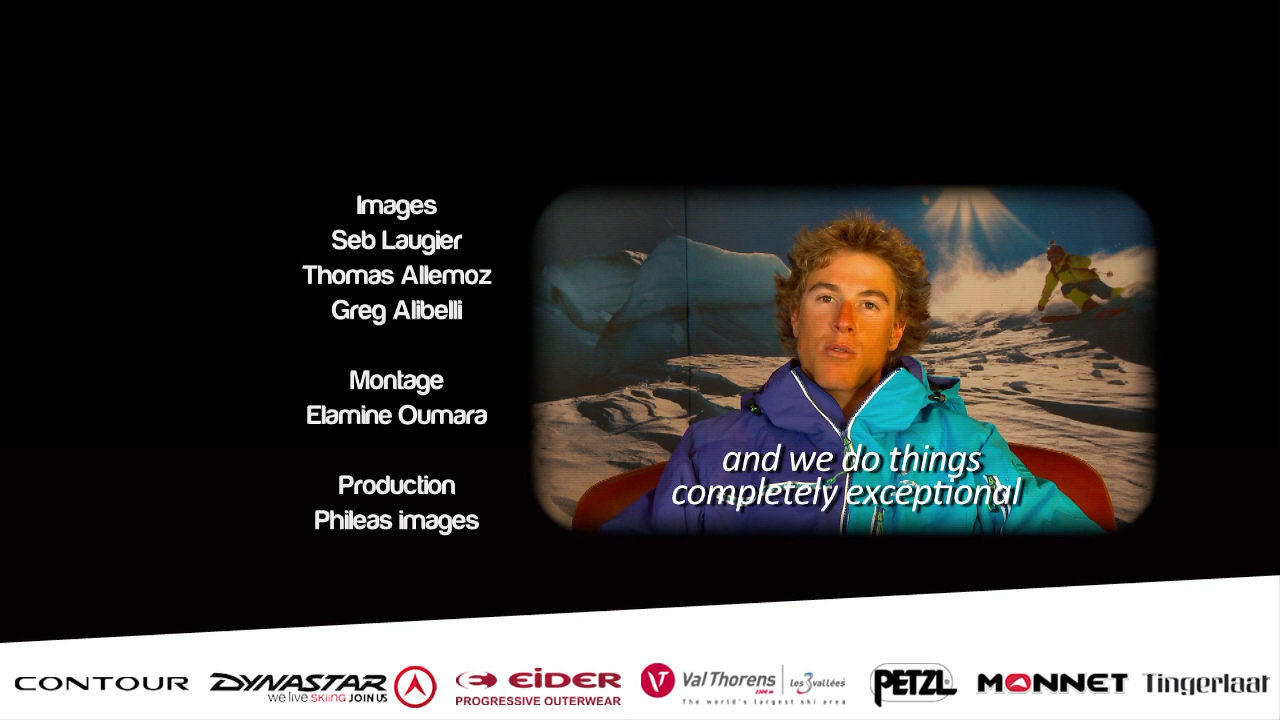 Images
Seb Laugier
Thomas Allemoz
Greg Alibelli
Montage
Elamine Oumara
Production
Phileas images
and we do things
completely exceptional
CONTOUR
DYNASTAR
we live skiing JOIN US
EIDER
PROGRESSIVE OUTERWEAR
Val Thorens
2300 m
les 3 vallées
The world's largest ski area
PETZL
MONNET
Tingerlaat